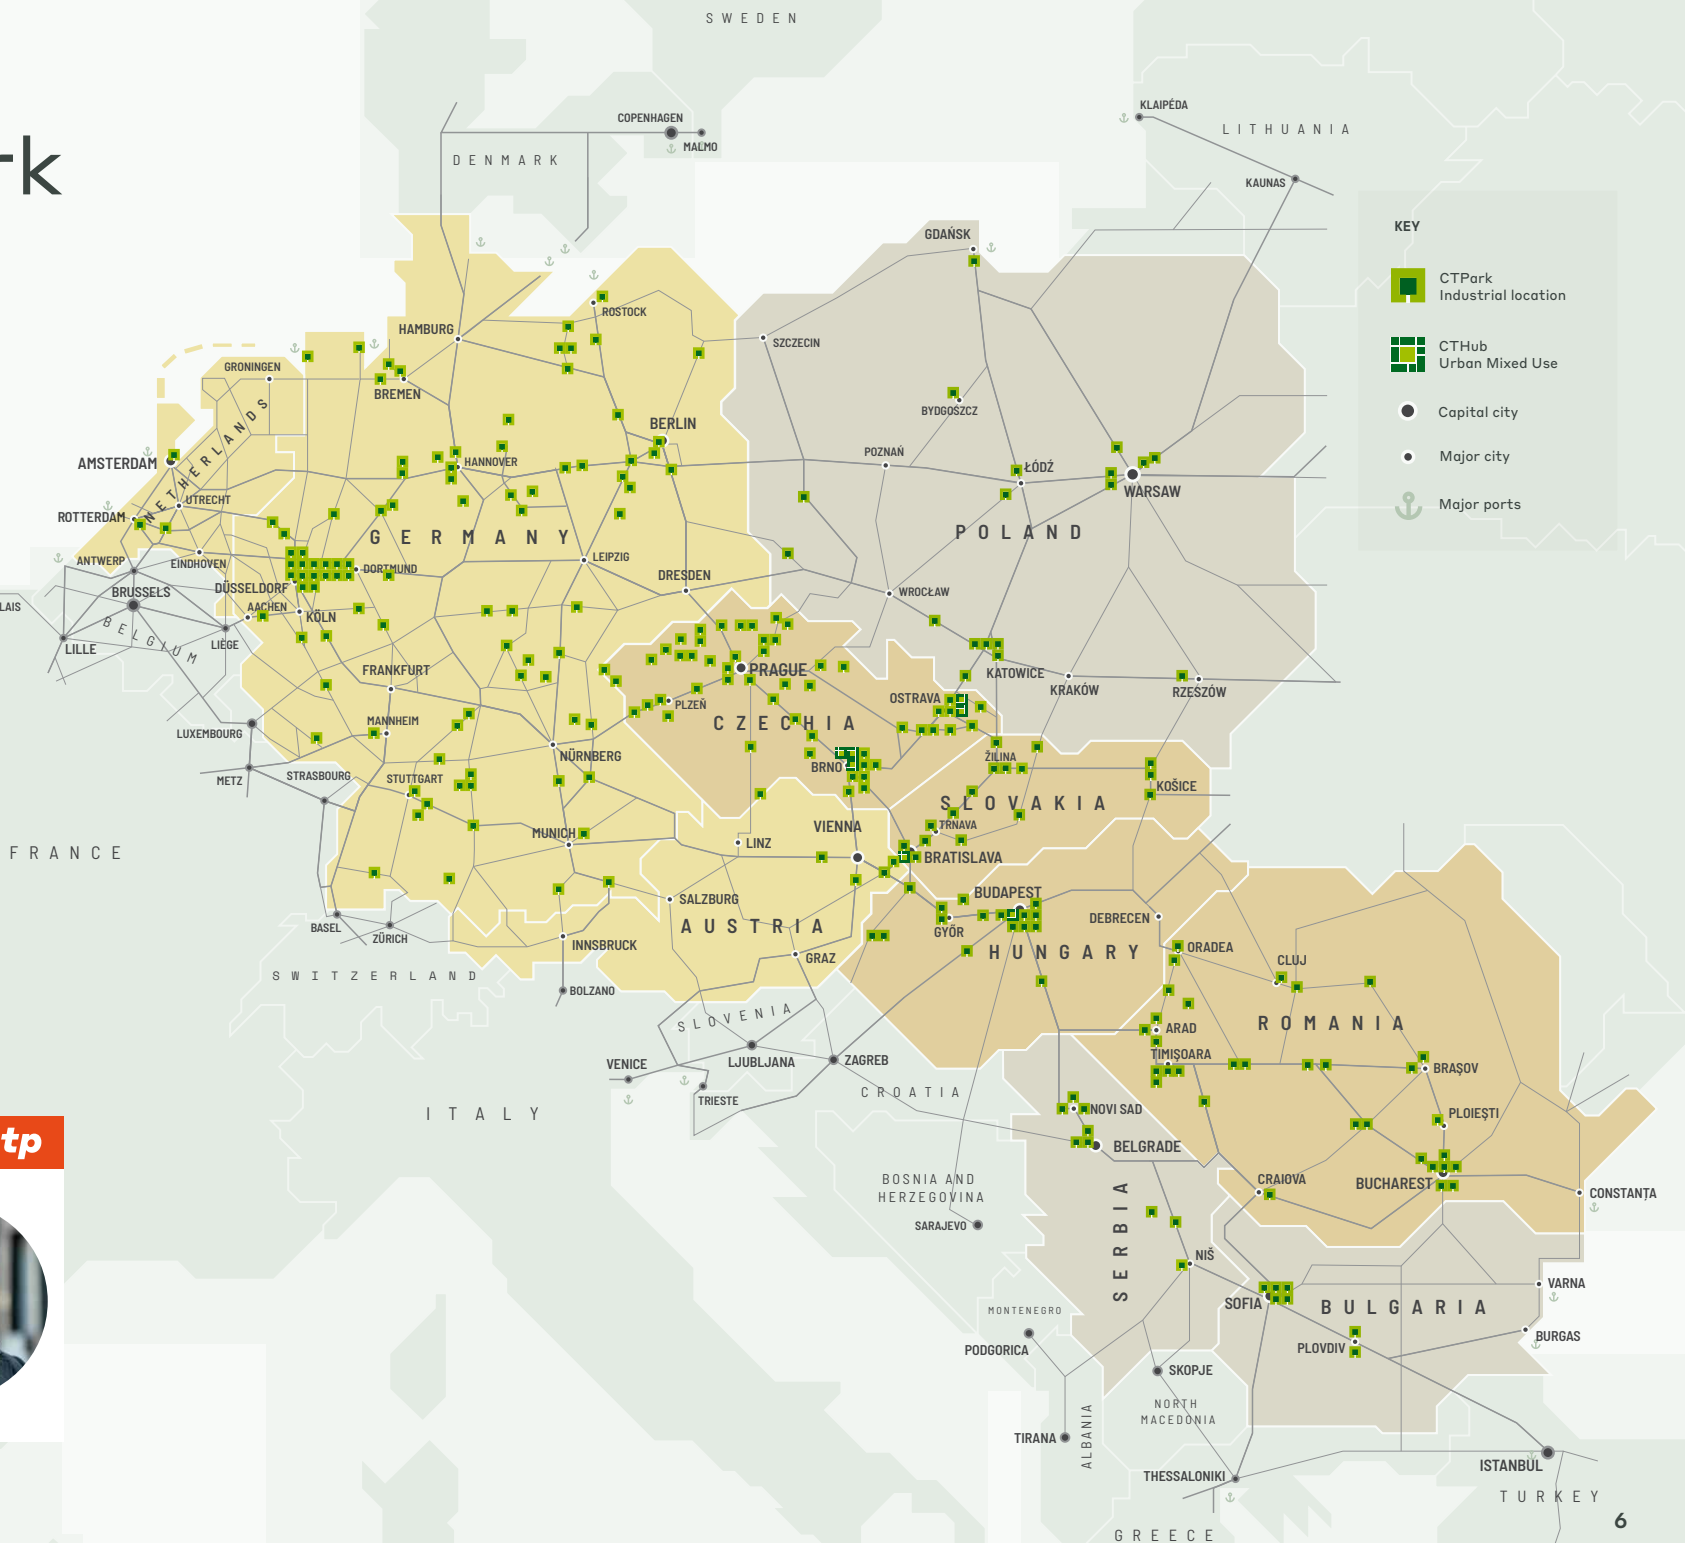 SWEDEN
rk
COPENHAGEN
MALMO
DENMARK
KLAIPĖDA
LITHUANIA
KAUNAS
KEY
CTPark
Industrial location
CTHub
Urban Mixed Use
Capital city
Major city
Major ports
GDAŃSK
ROSTOCK
HAMBURG
SZCZECIN
GRONINGEN
BREMEN
BERLIN
BYDGOSZCZ
NETHERLANDS
AMSTERDAM
HANNOVER
POZNAŃ
ŁÓDŹ
WARSAW
UTRECHT
ROTTERDAM
GERMANY
POLAND
ANTWERP
EINDHOVEN
LEIPZIG
DORTMUND
DRESDEN
BRUSSELS
DÜSSELDORF
WROCŁAW
LAIS
AACHEN
KÖLN
BELGIUM
LILLE
LIÈGE
FRANKFURT
PRAGUE
KATOWICE
KRAKÓW
RZESZÓW
OSTRAVA
PLZEŇ
CZECHIA
MANNHEIM
LUXEMBOURG
NÜRNBERG
ŽILINA
BRNO
METZ
STRASBOURG
STUTTGART
KOŠICE
SLOVAKIA
VIENNA
TRNAVA
MUNICH
LINZ
FRANCE
BRATISLAVA
SALZBURG
BUDAPEST
DEBRECEN
BASEL
ZÜRICH
AUSTRIA
GYŐR
INNSBRUCK
HUNGARY
ORADEA
GRAZ
CLUJ
SWITZERLAND
BOLZANO
SLOVENIA
ROMANIA
ARAD
VENICE
LJUBLJANA
ZAGREB
TIMIȘOARA
BRAȘOV
TRIESTE
CROATIA
ITALY
NOVI SAD
PLOIEȘTI
tp
BELGRADE
BOSNIA AND
HERZEGOVINA
CRAIOVA
BUCHAREST
CONSTANȚA
SARAJEVO
SERBIA
NIŠ
VARNA
MONTENEGRO
SOFIA
BULGARIA
BURGAS
PODGORICA
PLOVDIV
SKOPJE
NORTH
MACEDONIA
TIRANA
ALBANIA
THESSALONIKI
ISTANBUL
TURKEY
GREECE
6